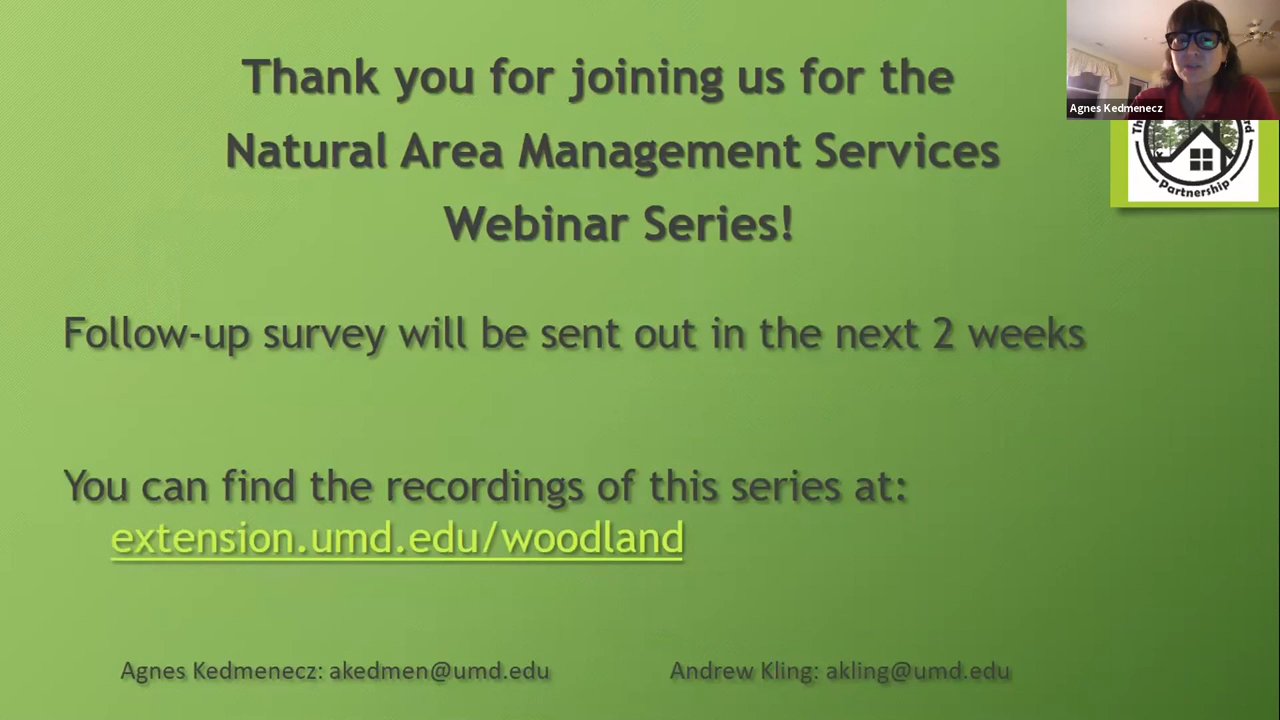 Thank you for joining us for the
Agnes Kedmenecz
Natural Area Management Services
Partnership
Webinar Series!
Follow-up survey will be sent out in the next 2 weeks
You can find the recordings of this series at:
extension.umd.edu/woodland
Agnes Kedmenecz: akedmen@umd.edu
Andrew Kling: akling@umd.edu